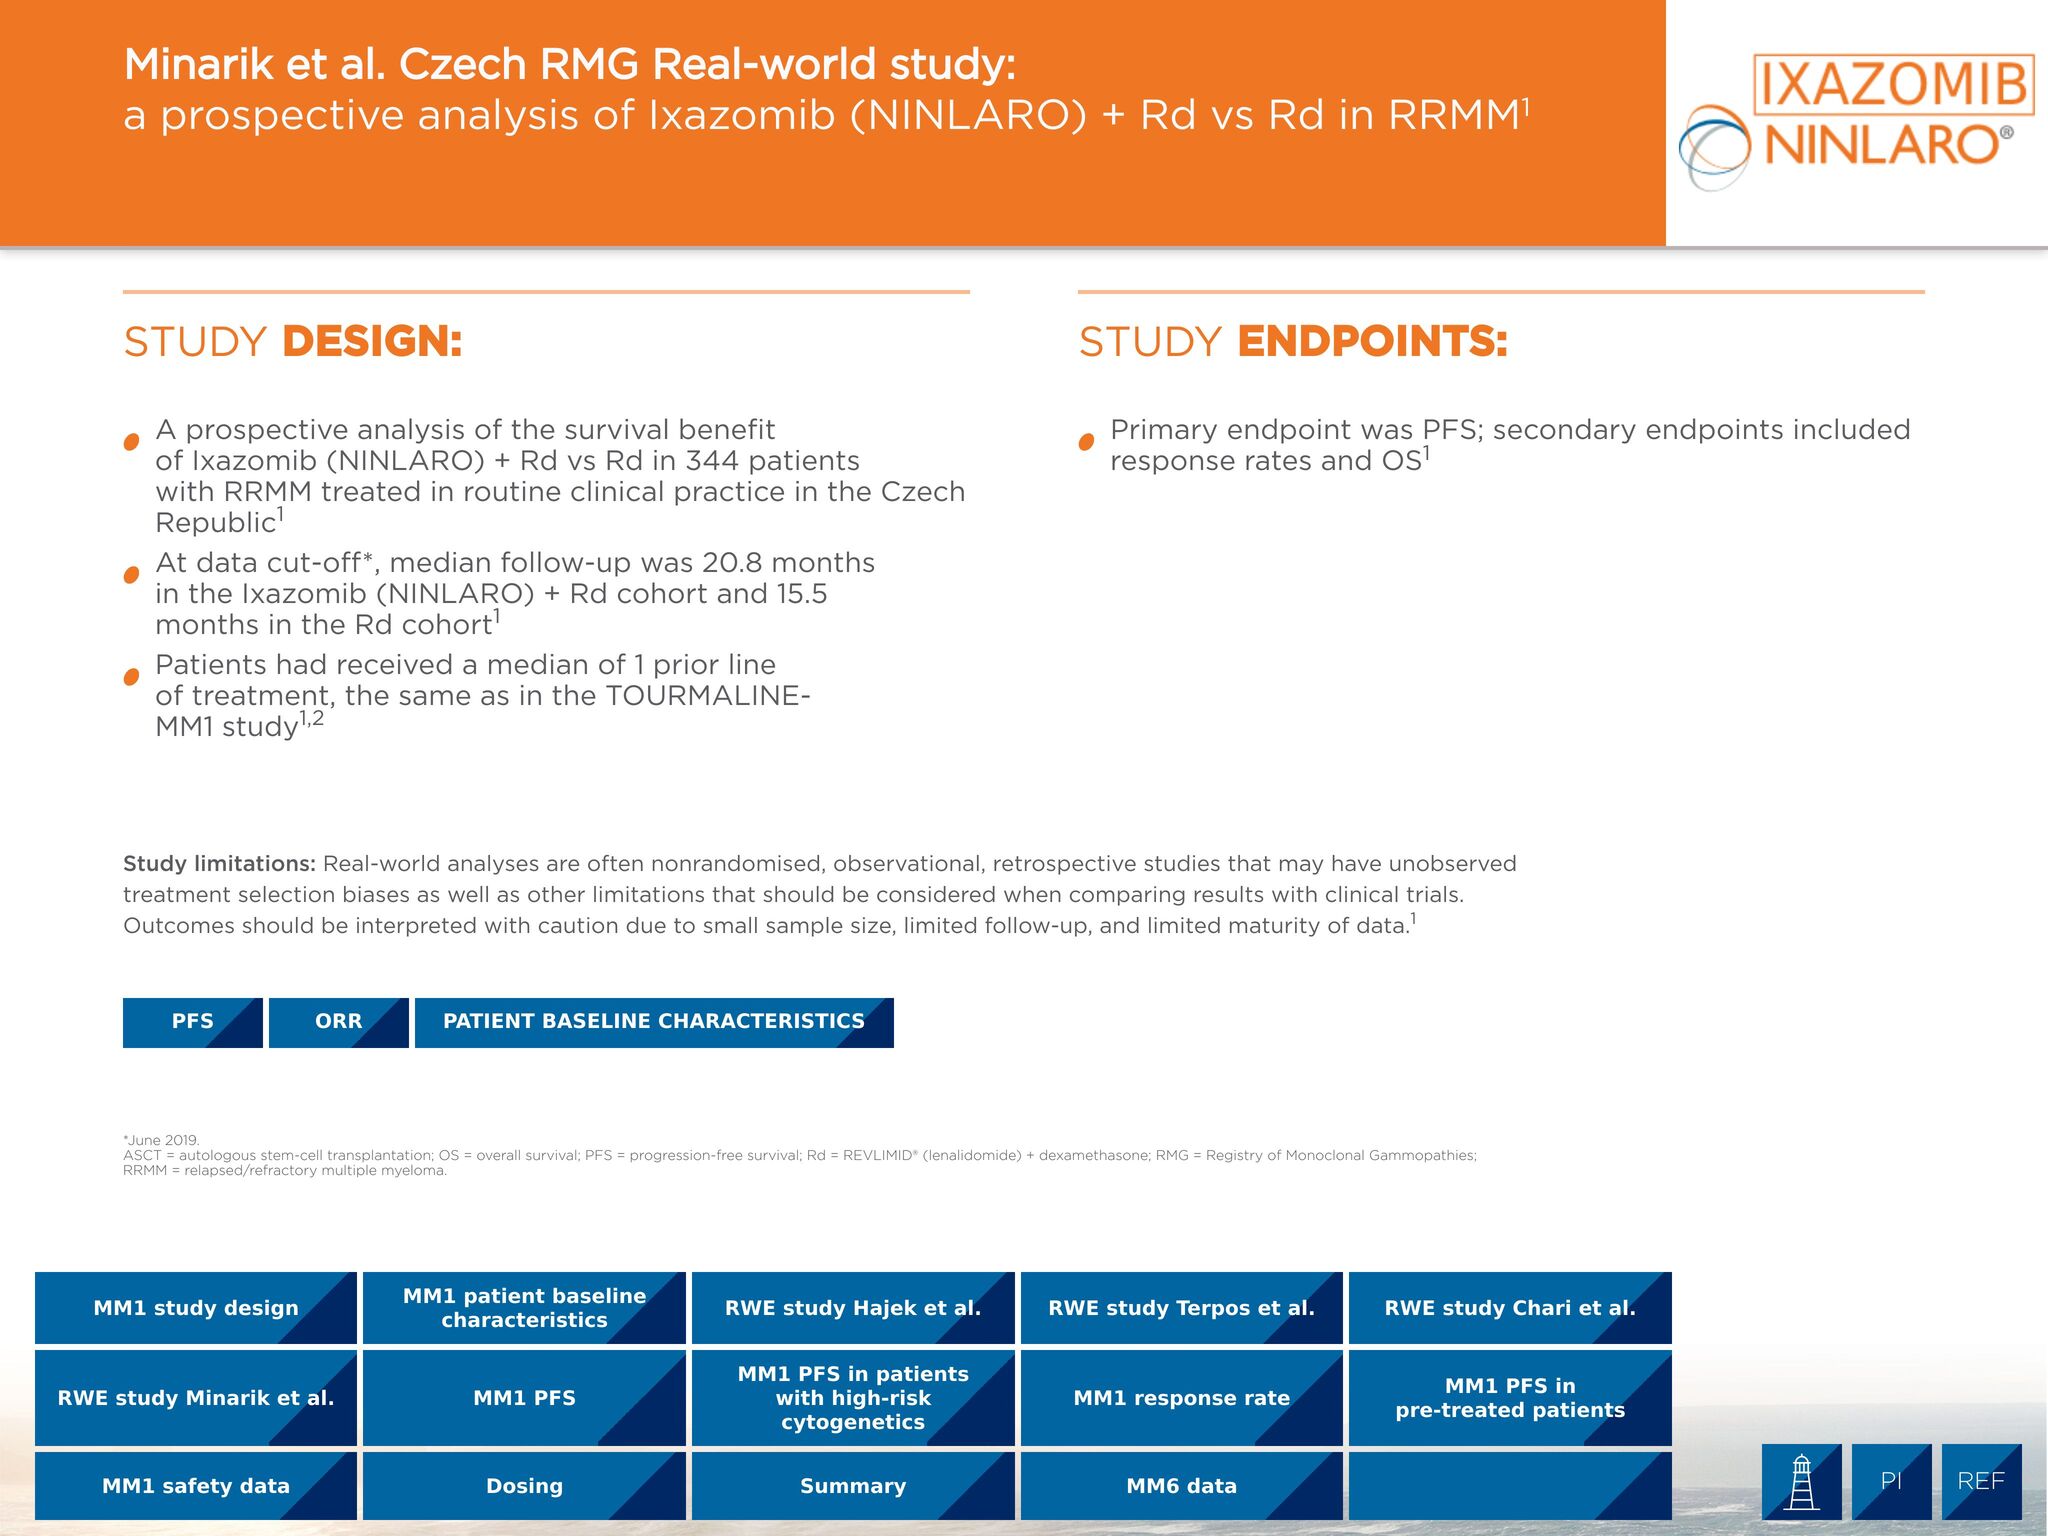 Minarik et al. Czech RMG Real-world study:
a prospective analysis of Ixazomib (NINLARO) + Rd vs Rd in RRMM¹
IXAZOMIB
NINLARO®
STUDY DESIGN:
A prospective analysis of the survival benefit
of Ixazomib (NINLARO) + Rd vs Rd in 344 patients
with RRMM treated in routine clinical practice in the Czech
Republic¹
At data cut-off*, median follow-up was 20.8 months
in the Ixazomib (NINLARO) + Rd cohort and 15.5
months in the Rd cohort¹
Patients had received a median of 1 prior line
of treatment, the same as in the TOURMALINE-
MM1 study¹,²
STUDY ENDPOINTS:
Primary endpoint was PFS; secondary endpoints included
response rates and OS¹
Study limitations: Real-world analyses are often nonrandomised, observational, retrospective studies that may have unobserved
treatment selection biases as well as other limitations that should be considered when comparing results with clinical trials.
Outcomes should be interpreted with caution due to small sample size, limited follow-up, and limited maturity of data.¹
PFS
ORR
PATIENT BASELINE CHARACTERISTICS
*June 2019.
ASCT = autologous stem-cell transplantation; OS = overall survival; PFS = progression-free survival; Rd = REVLIMID® (lenalidomide) + dexamethasone; RMG = Registry of Monoclonal Gammopathies;
RRMM = relapsed/refractory multiple myeloma.
MM1 study design
MM1 patient baseline
characteristics
RWE study Hajek et al.
RWE study Terpos et al.
RWE study Chari et al.
RWE study Minarik et al.
MM1 PFS
MM1 PFS in patients
with high-risk
cytogenetics
MM1 response rate
MM1 PFS in
pre-treated patients
MM1 safety data
Dosing
Summary
MM6 data
PI
REF